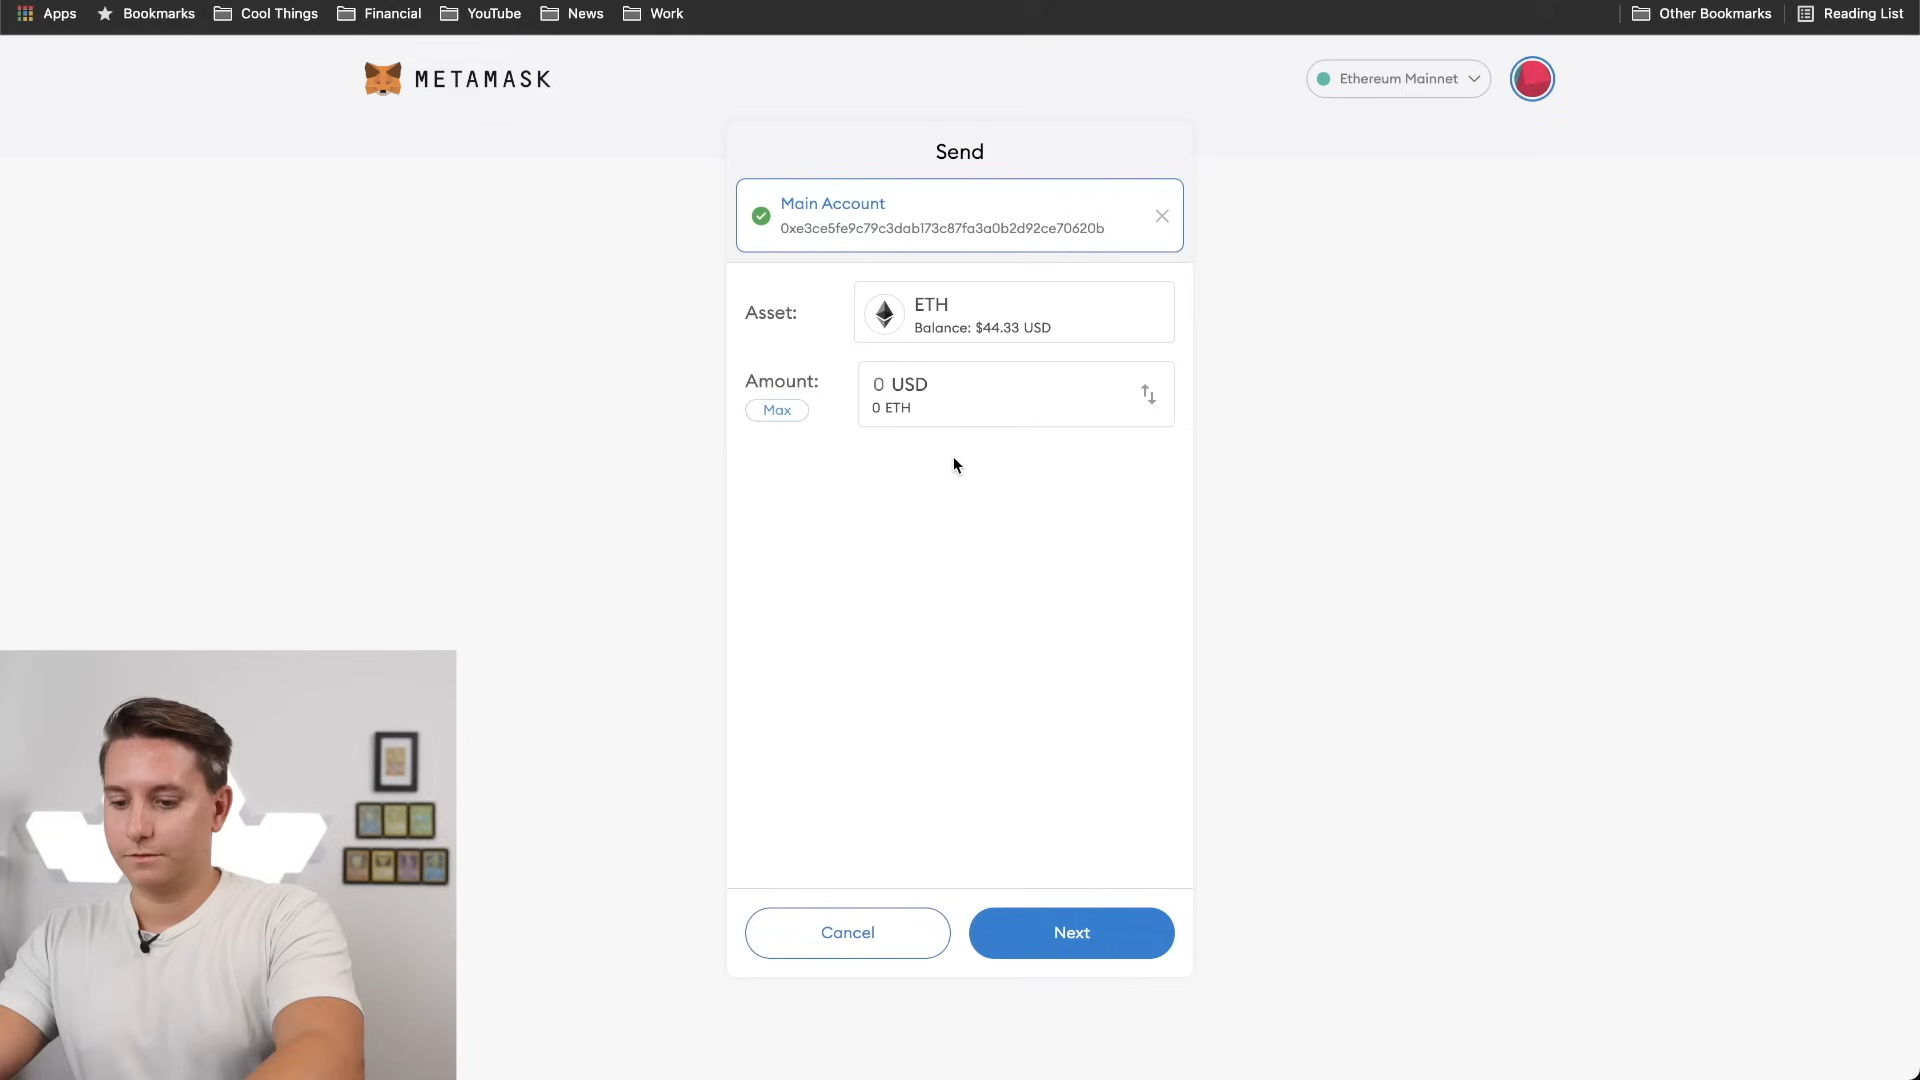 Apps Bookmarks Cool Things Financial YouTube News Work Other Bookmarks Reading List
METAMASK
Ethereum Mainnet
Send
Main Account
0xe3ce5fe9c79c3dab173c87fa3a0b2d92ce70620b
Asset:
ETH
Balance: $44.33 USD
Amount:
Max
0 USD
0 ETH
Cancel
Next